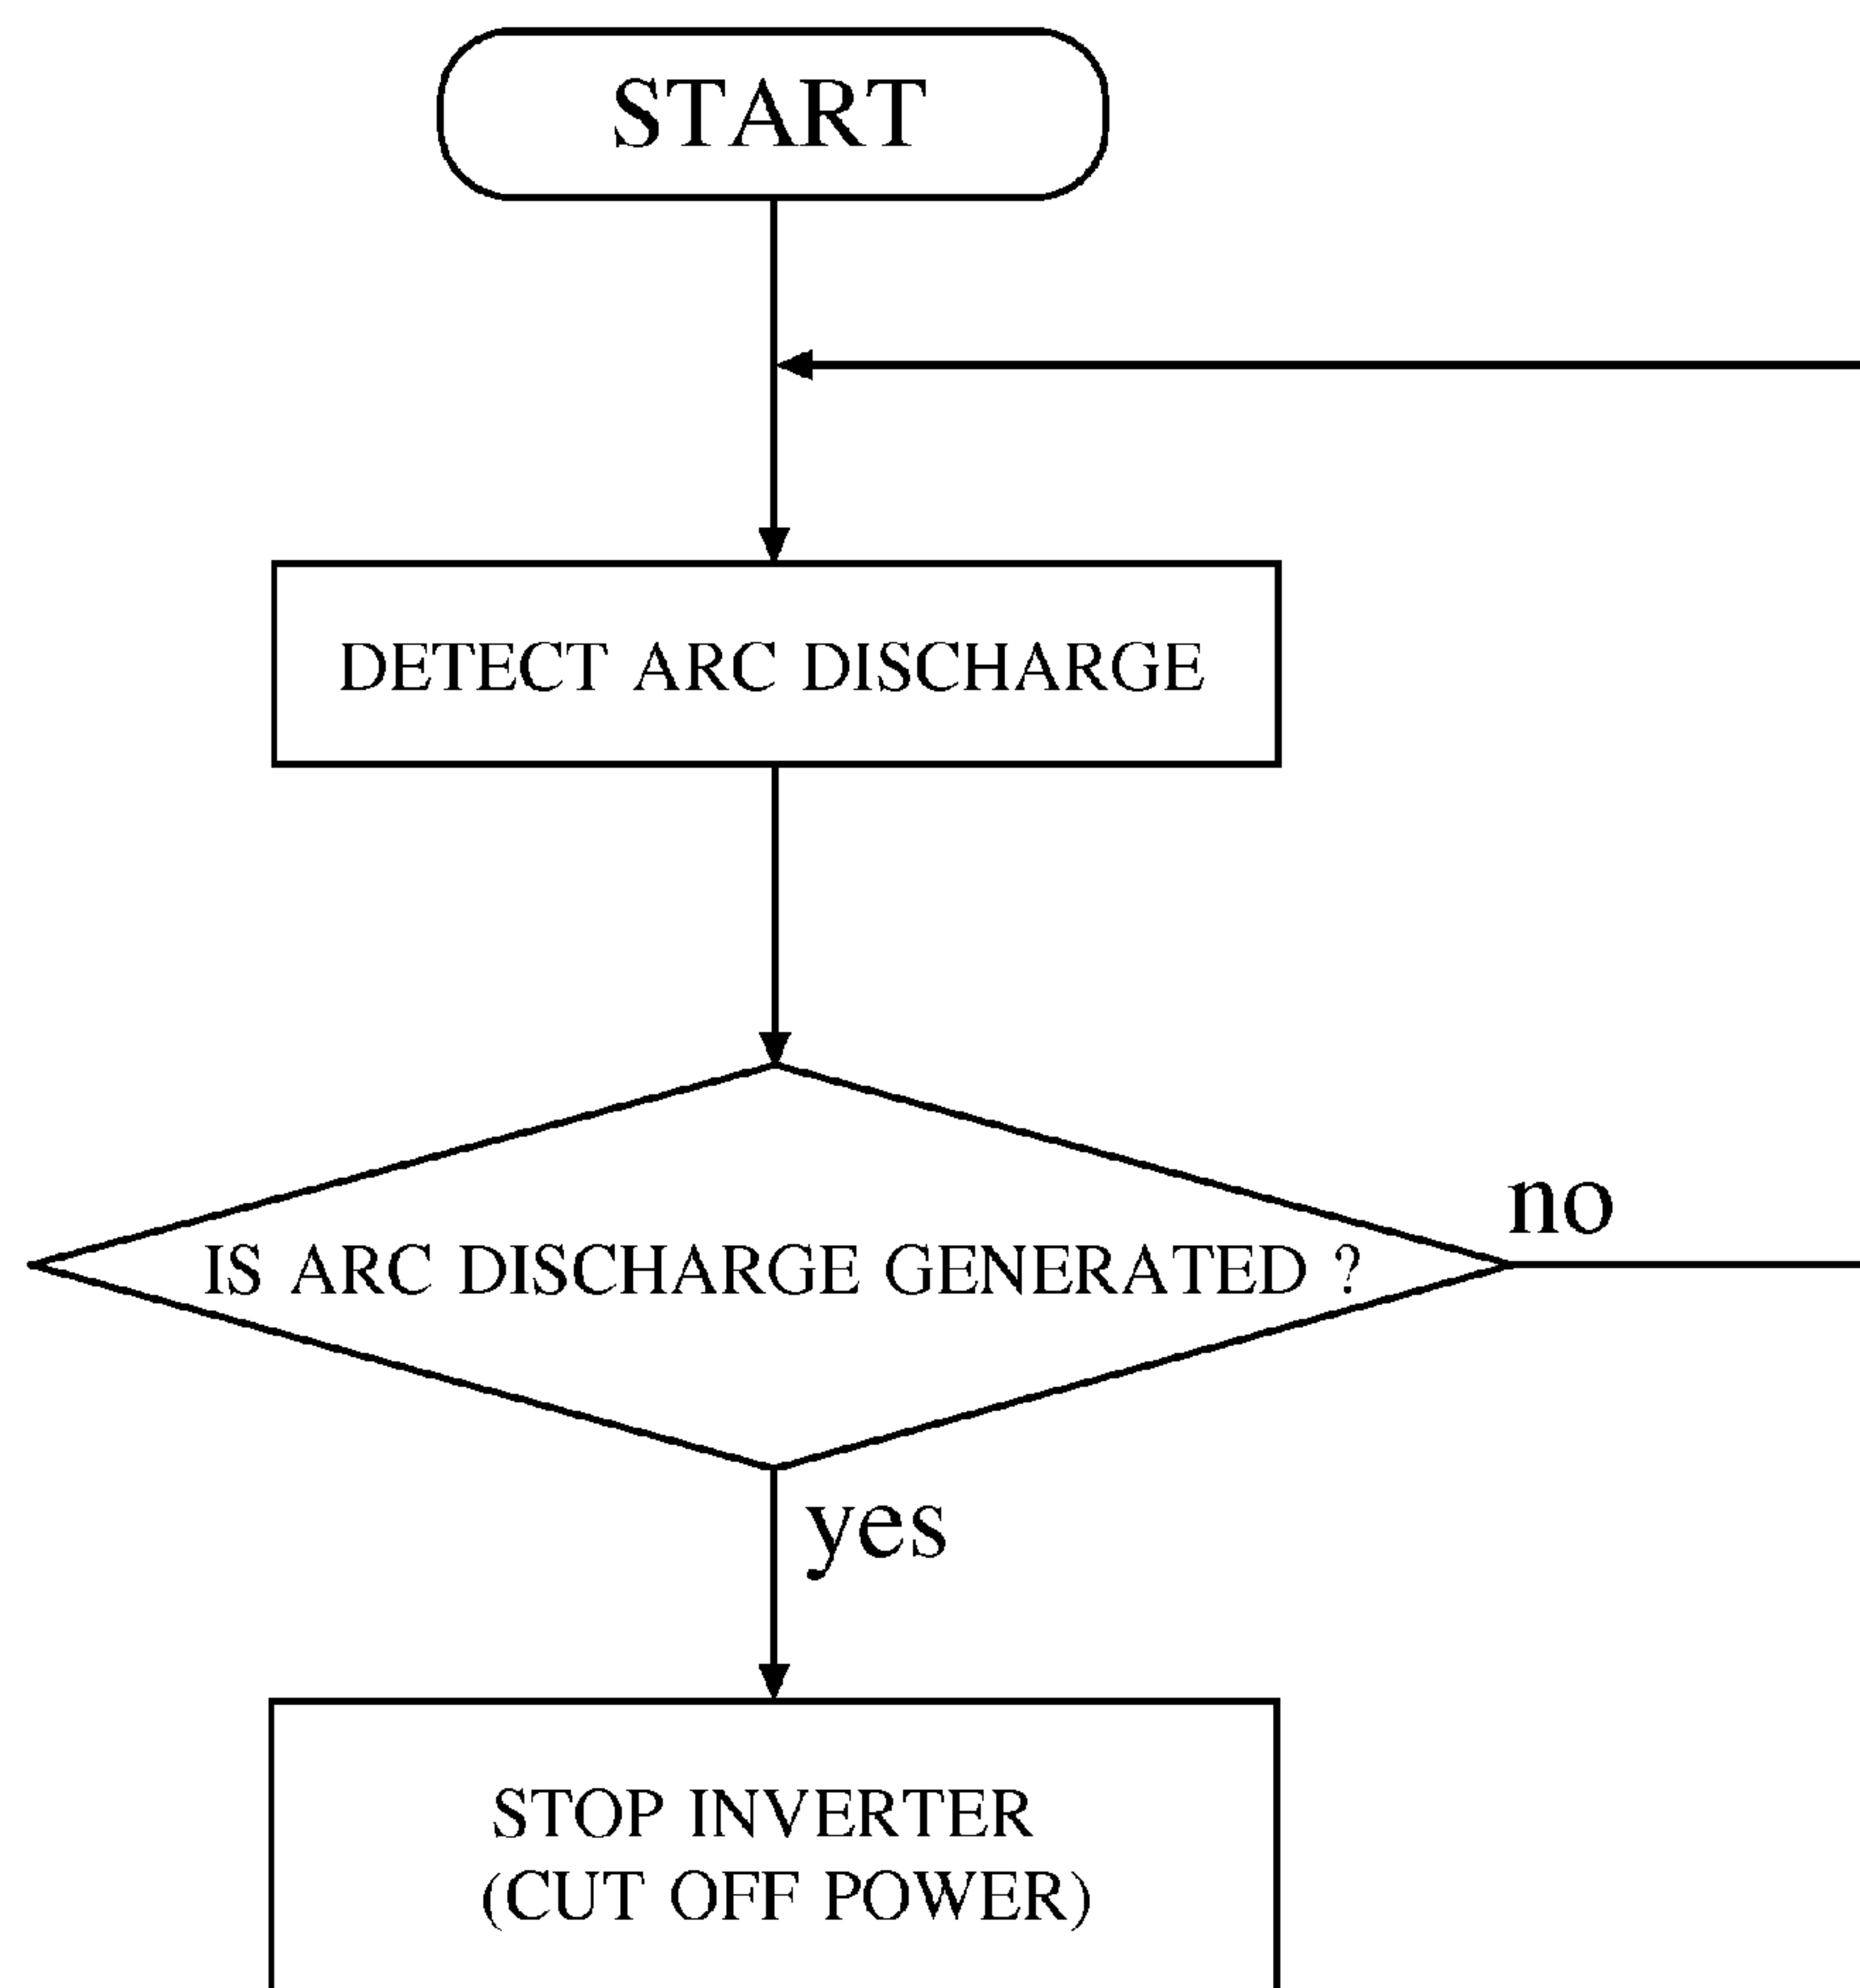 START
DETECT ARC DISCHARGE
IS ARC DISCHARGE GENERATED ?
no
yes
STOP INVERTER
(CUT OFF POWER)